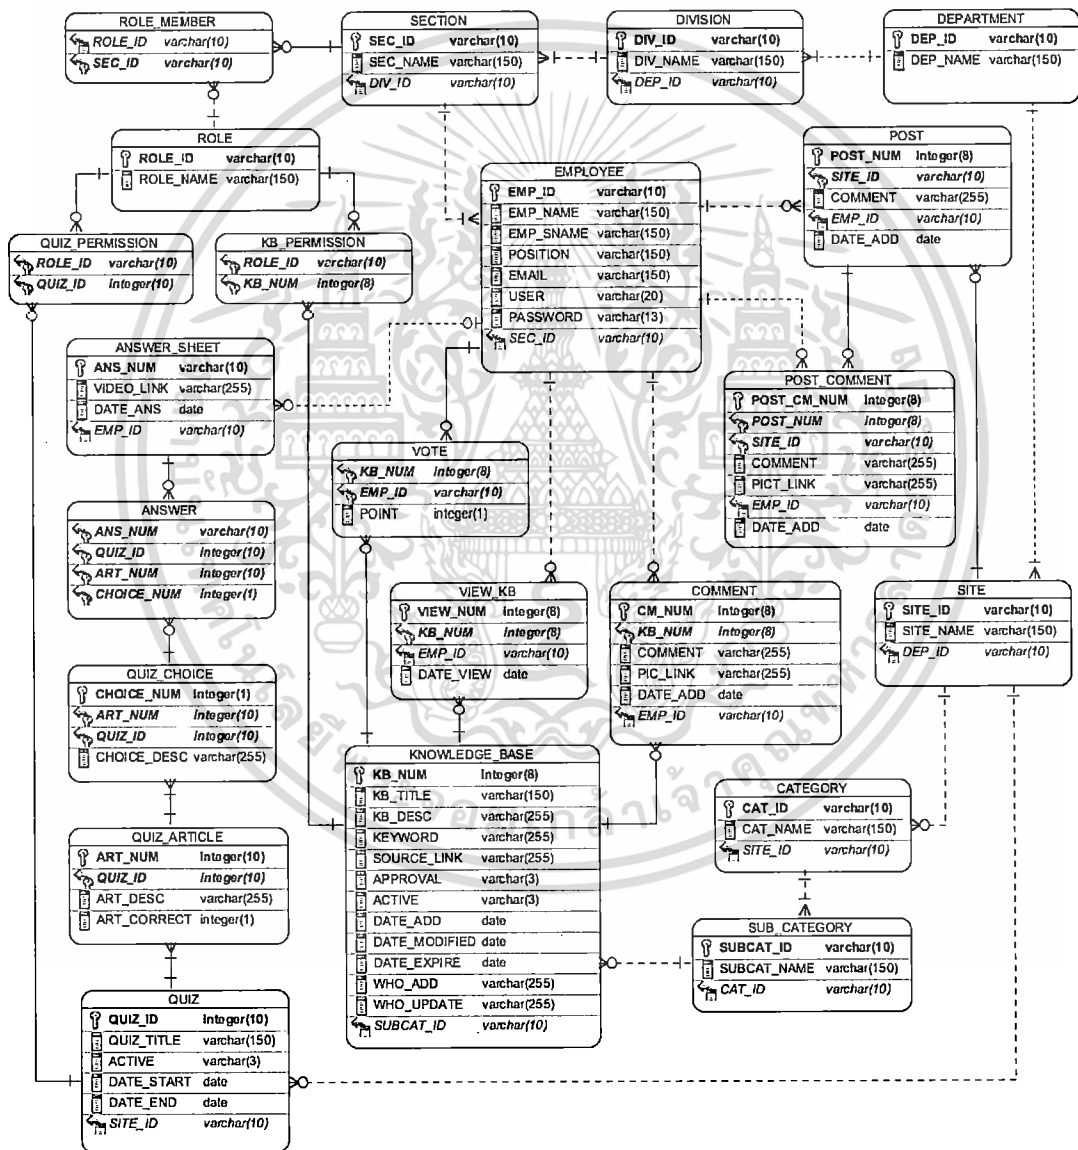 ROLE_MEMBER
ROLE_ID varchar(10)
SEC_ID varchar(10)
SECTION
SEC_ID varchar(10)
SEC_NAME varchar(150)
DIV_ID varchar(10)
DIVISION
DIV_ID varchar(10)
DIV_NAME varchar(150)
DEP_ID varchar(10)
DEPARTMENT
DEP_ID varchar(10)
DEP_NAME varchar(150)
ROLE
ROLE_ID varchar(10)
ROLE_NAME varchar(150)
EMPLOYEE
EMP_ID varchar(10)
EMP_NAME varchar(150)
EMP_SNAME varchar(150)
POSITION varchar(150)
EMAIL varchar(150)
USER varchar(20)
PASSWORD varchar(13)
SEC_ID varchar(10)
POST
POST_NUM Integer(8)
SITE_ID varchar(10)
COMMENT varchar(255)
EMP_ID varchar(10)
DATE_ADD date
QUIZ_PERMISSION
ROLE_ID varchar(10)
QUIZ_ID Integer(10)
KB_PERMISSION
ROLE_ID varchar(10)
KB_NUM Integer(8)
ANSWER_SHEET
ANS_NUM varchar(10)
VIDEO_LINK varchar(255)
DATE_ANS date
EMP_ID varchar(10)
POST_COMMENT
POST_CM_NUM Integer(8)
POST_NUM Integer(8)
SITE_ID varchar(10)
COMMENT varchar(255)
PICT_LINK varchar(255)
EMP_ID varchar(10)
DATE_ADD date
VOTE
KB_NUM Integer(8)
EMP_ID varchar(10)
POINT integer(1)
ANSWER
ANS_NUM varchar(10)
QUIZ_ID Integer(10)
ART_NUM Integer(10)
CHOICE_NUM Integer(1)
VIEW_KB
VIEW_NUM Integer(8)
KB_NUM Integer(8)
EMP_ID varchar(10)
DATE_VIEW date
COMMENT
CM_NUM Integer(8)
KB_NUM Integer(8)
COMMENT varchar(255)
PIC_LINK varchar(255)
DATE_ADD date
EMP_ID varchar(10)
SITE
SITE_ID varchar(10)
SITE_NAME varchar(150)
DEP_ID varchar(10)
QUIZ_CHOICE
CHOICE_NUM Integer(1)
ART_NUM Integer(10)
QUIZ_ID Integer(10)
CHOICE_DESC varchar(255)
KNOWLEDGE_BASE
KB_NUM Integer(8)
KB_TITLE varchar(150)
KB_DESC varchar(255)
KEYWORD varchar(255)
SOURCE_LINK varchar(255)
APPROVAL varchar(3)
ACTIVE varchar(3)
DATE_ADD date
DATE_MODIFIED date
DATE_EXPIRE date
WHO_ADD varchar(255)
WHO_UPDATE varchar(255)
SUBCAT_ID varchar(10)
CATEGORY
CAT_ID varchar(10)
CAT_NAME varchar(150)
SITE_ID varchar(10)
QUIZ_ARTICLE
ART_NUM Integer(10)
QUIZ_ID Integer(10)
ART_DESC varchar(255)
ART_CORRECT integer(1)
SUB_CATEGORY
SUBCAT_ID varchar(10)
SUBCAT_NAME varchar(150)
CAT_ID varchar(10)
QUIZ
QUIZ_ID Integer(10)
QUIZ_TITLE varchar(150)
ACTIVE varchar(3)
DATE_START date
DATE_END date
SITE_ID varchar(10)